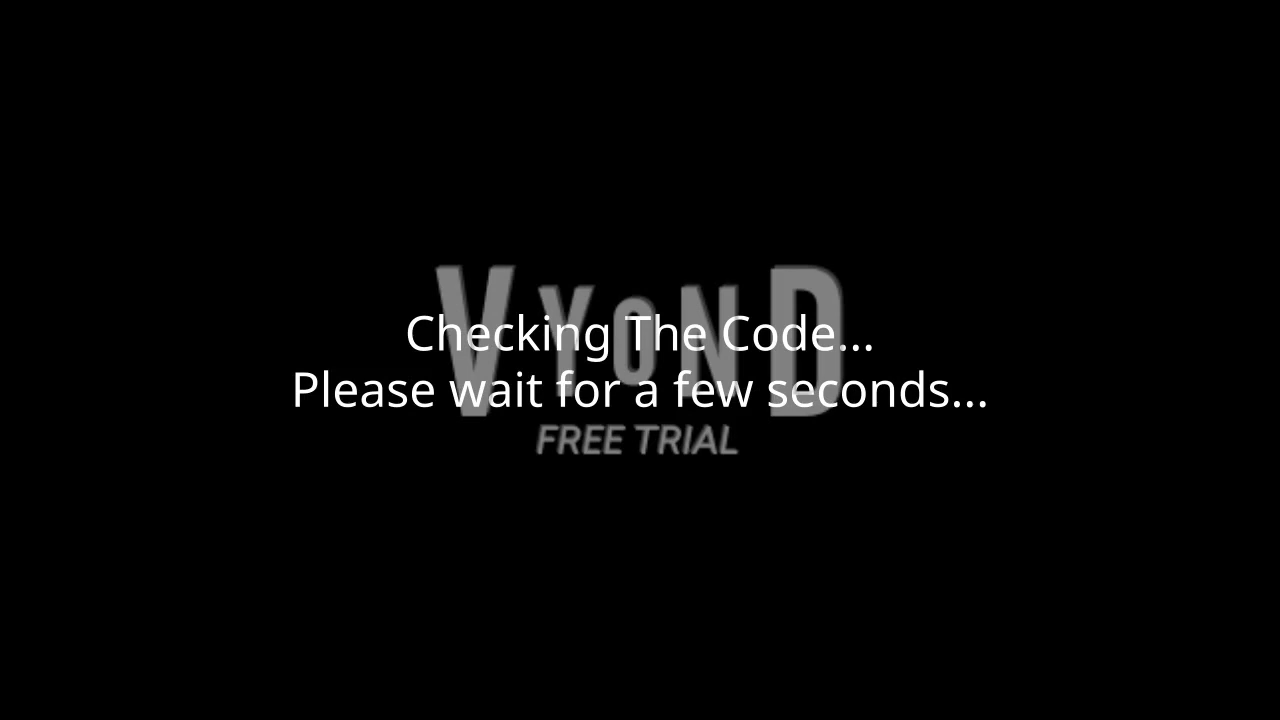 Checking The Code...
Please wait for a few seconds...
VYOND
FREE TRIAL